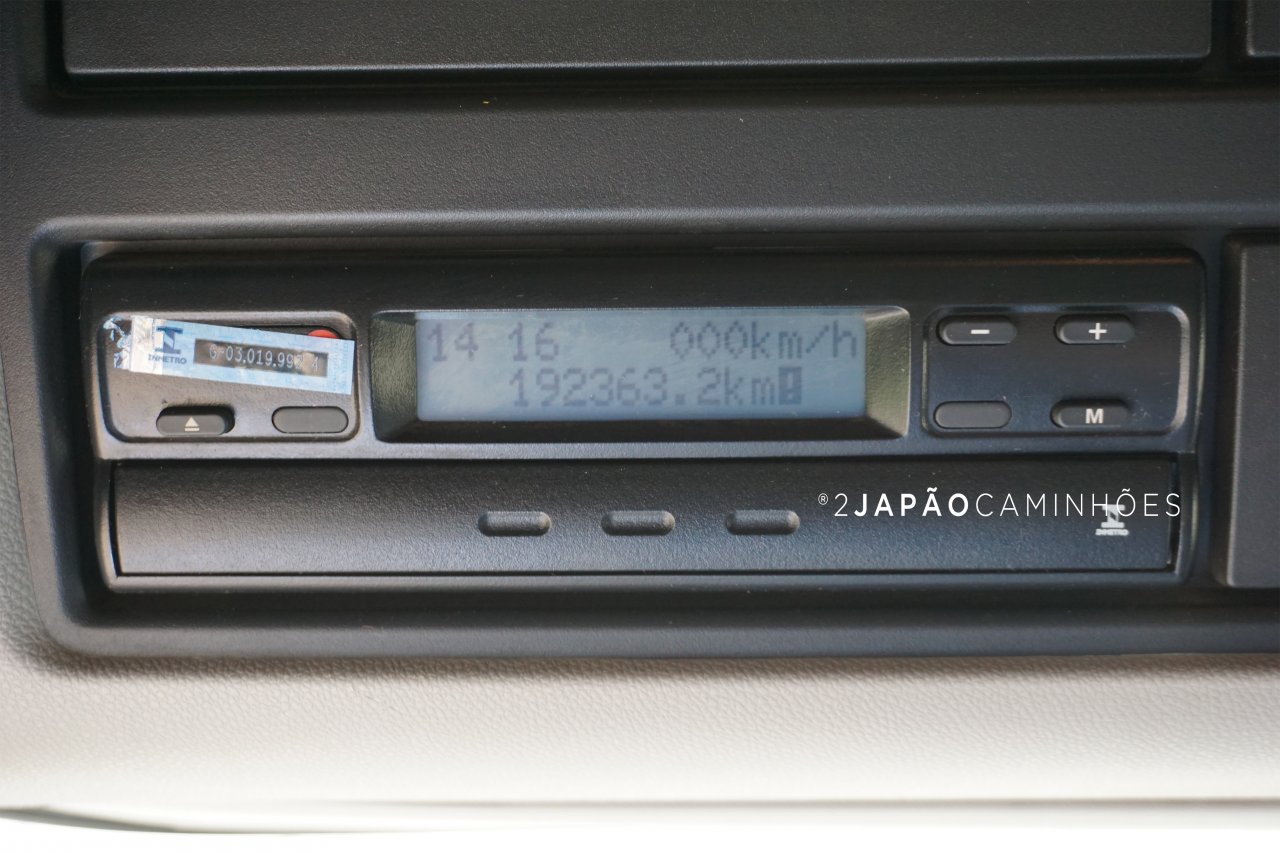 14 16 000km/h
192363.2km
INMETRO
03.019.99
M
®2JAPÃOCAMINHÕES
INMETRO